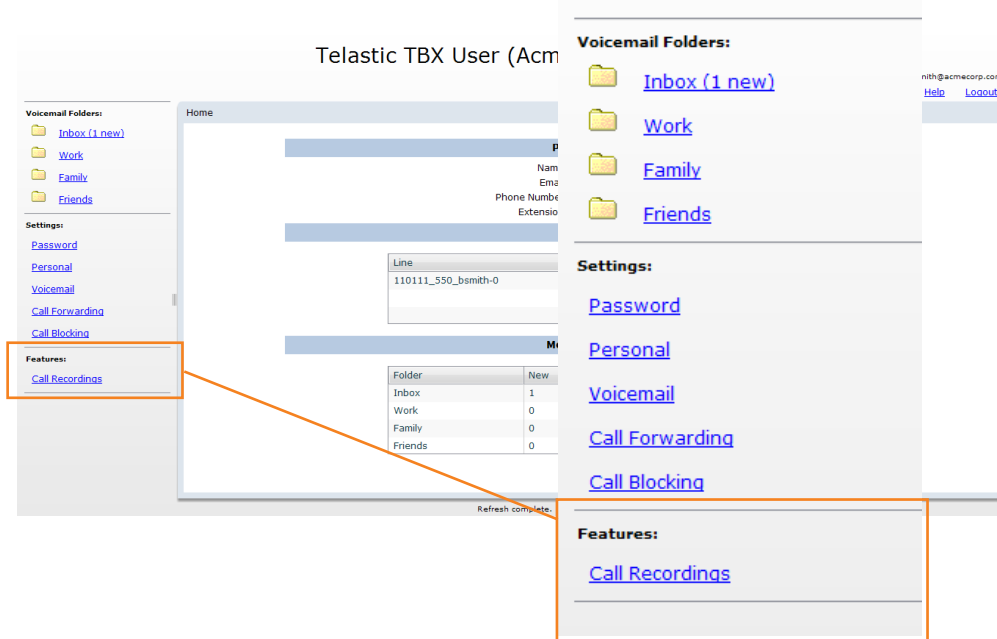 Telastic TBX User (Acm
mith@acmecorp.com
Help Logout
Voicemail Folders:
Inbox (1 new)
Work
Family
Friends
Settings:
Password
Personal
Voicemail
Call Forwarding
Call Blocking
Features:
Call Recordings
Home
Nam
Ema
Phone Numbe
Extensio
Line
110111_550_bsmith-0
Folder New
Inbox 1
Work 0
Family 0
Friends 0
Refresh complete.
Voicemail Folders:
Inbox (1 new)
Work
Family
Friends
Settings:
Password
Personal
Voicemail
Call Forwarding
Call Blocking
Features:
Call Recordings